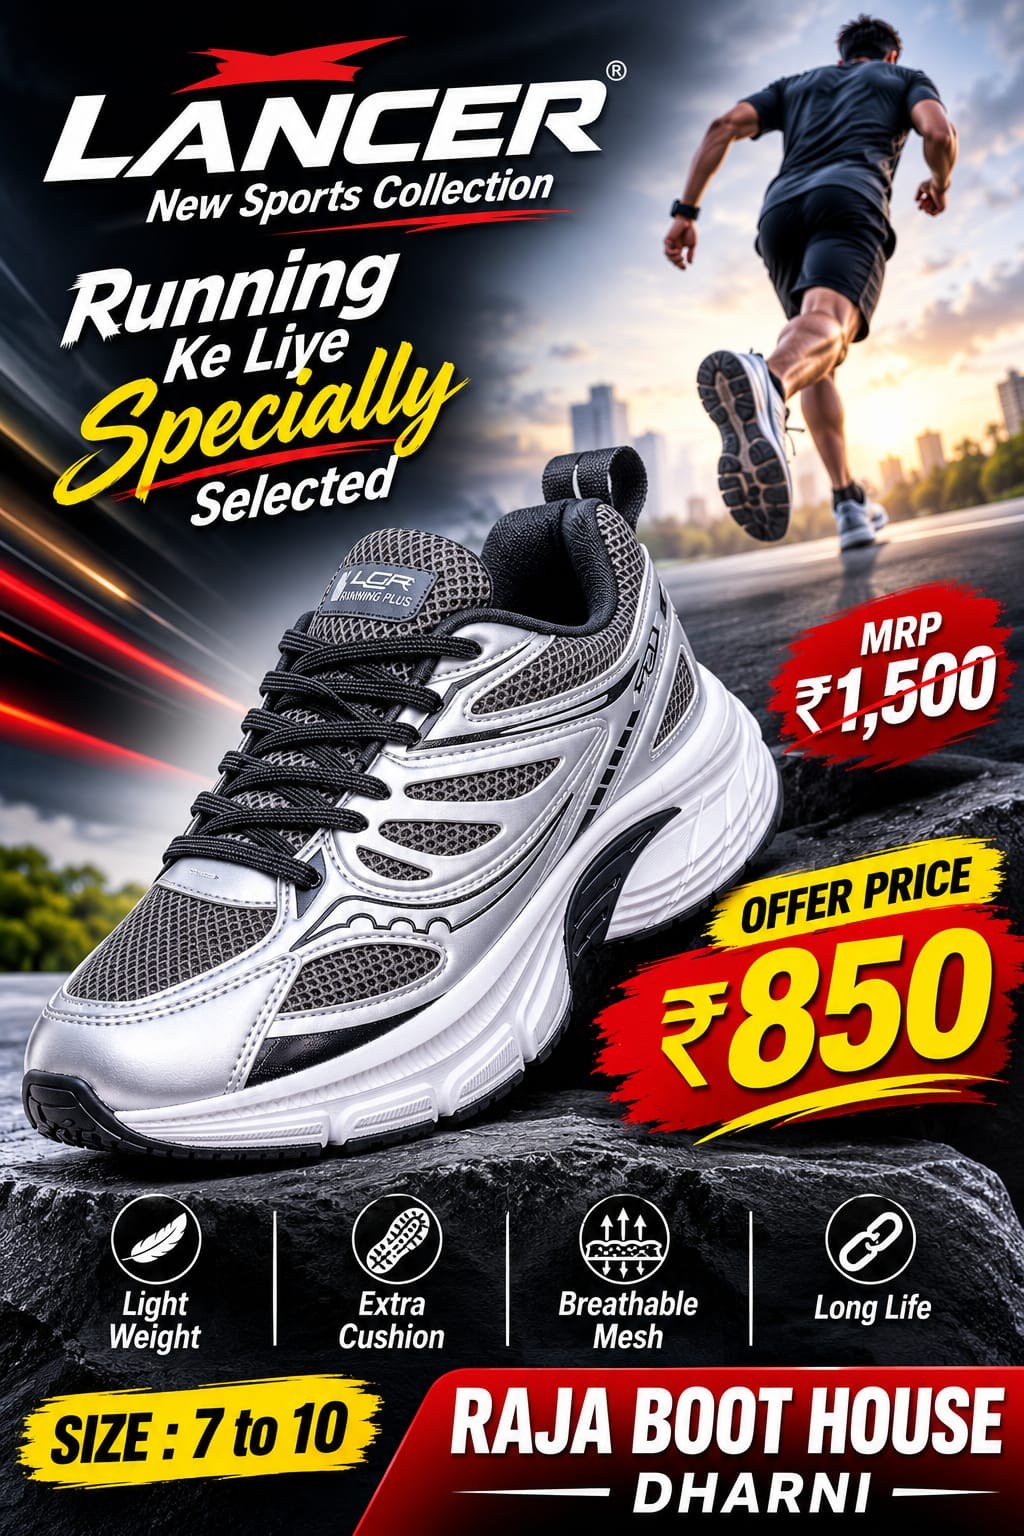 LANCER®
New Sports Collection
Running
Ke Liye
Specially
Selected
LCR
RUNNING PLUS
MRP
₹1,500
OFFER PRICE
₹850
Light
Weight
Extra
Cushion
Breathable
Mesh
Long Life
SIZE : 7 to 10
RAJA BOOT HOUSE
DHARNI